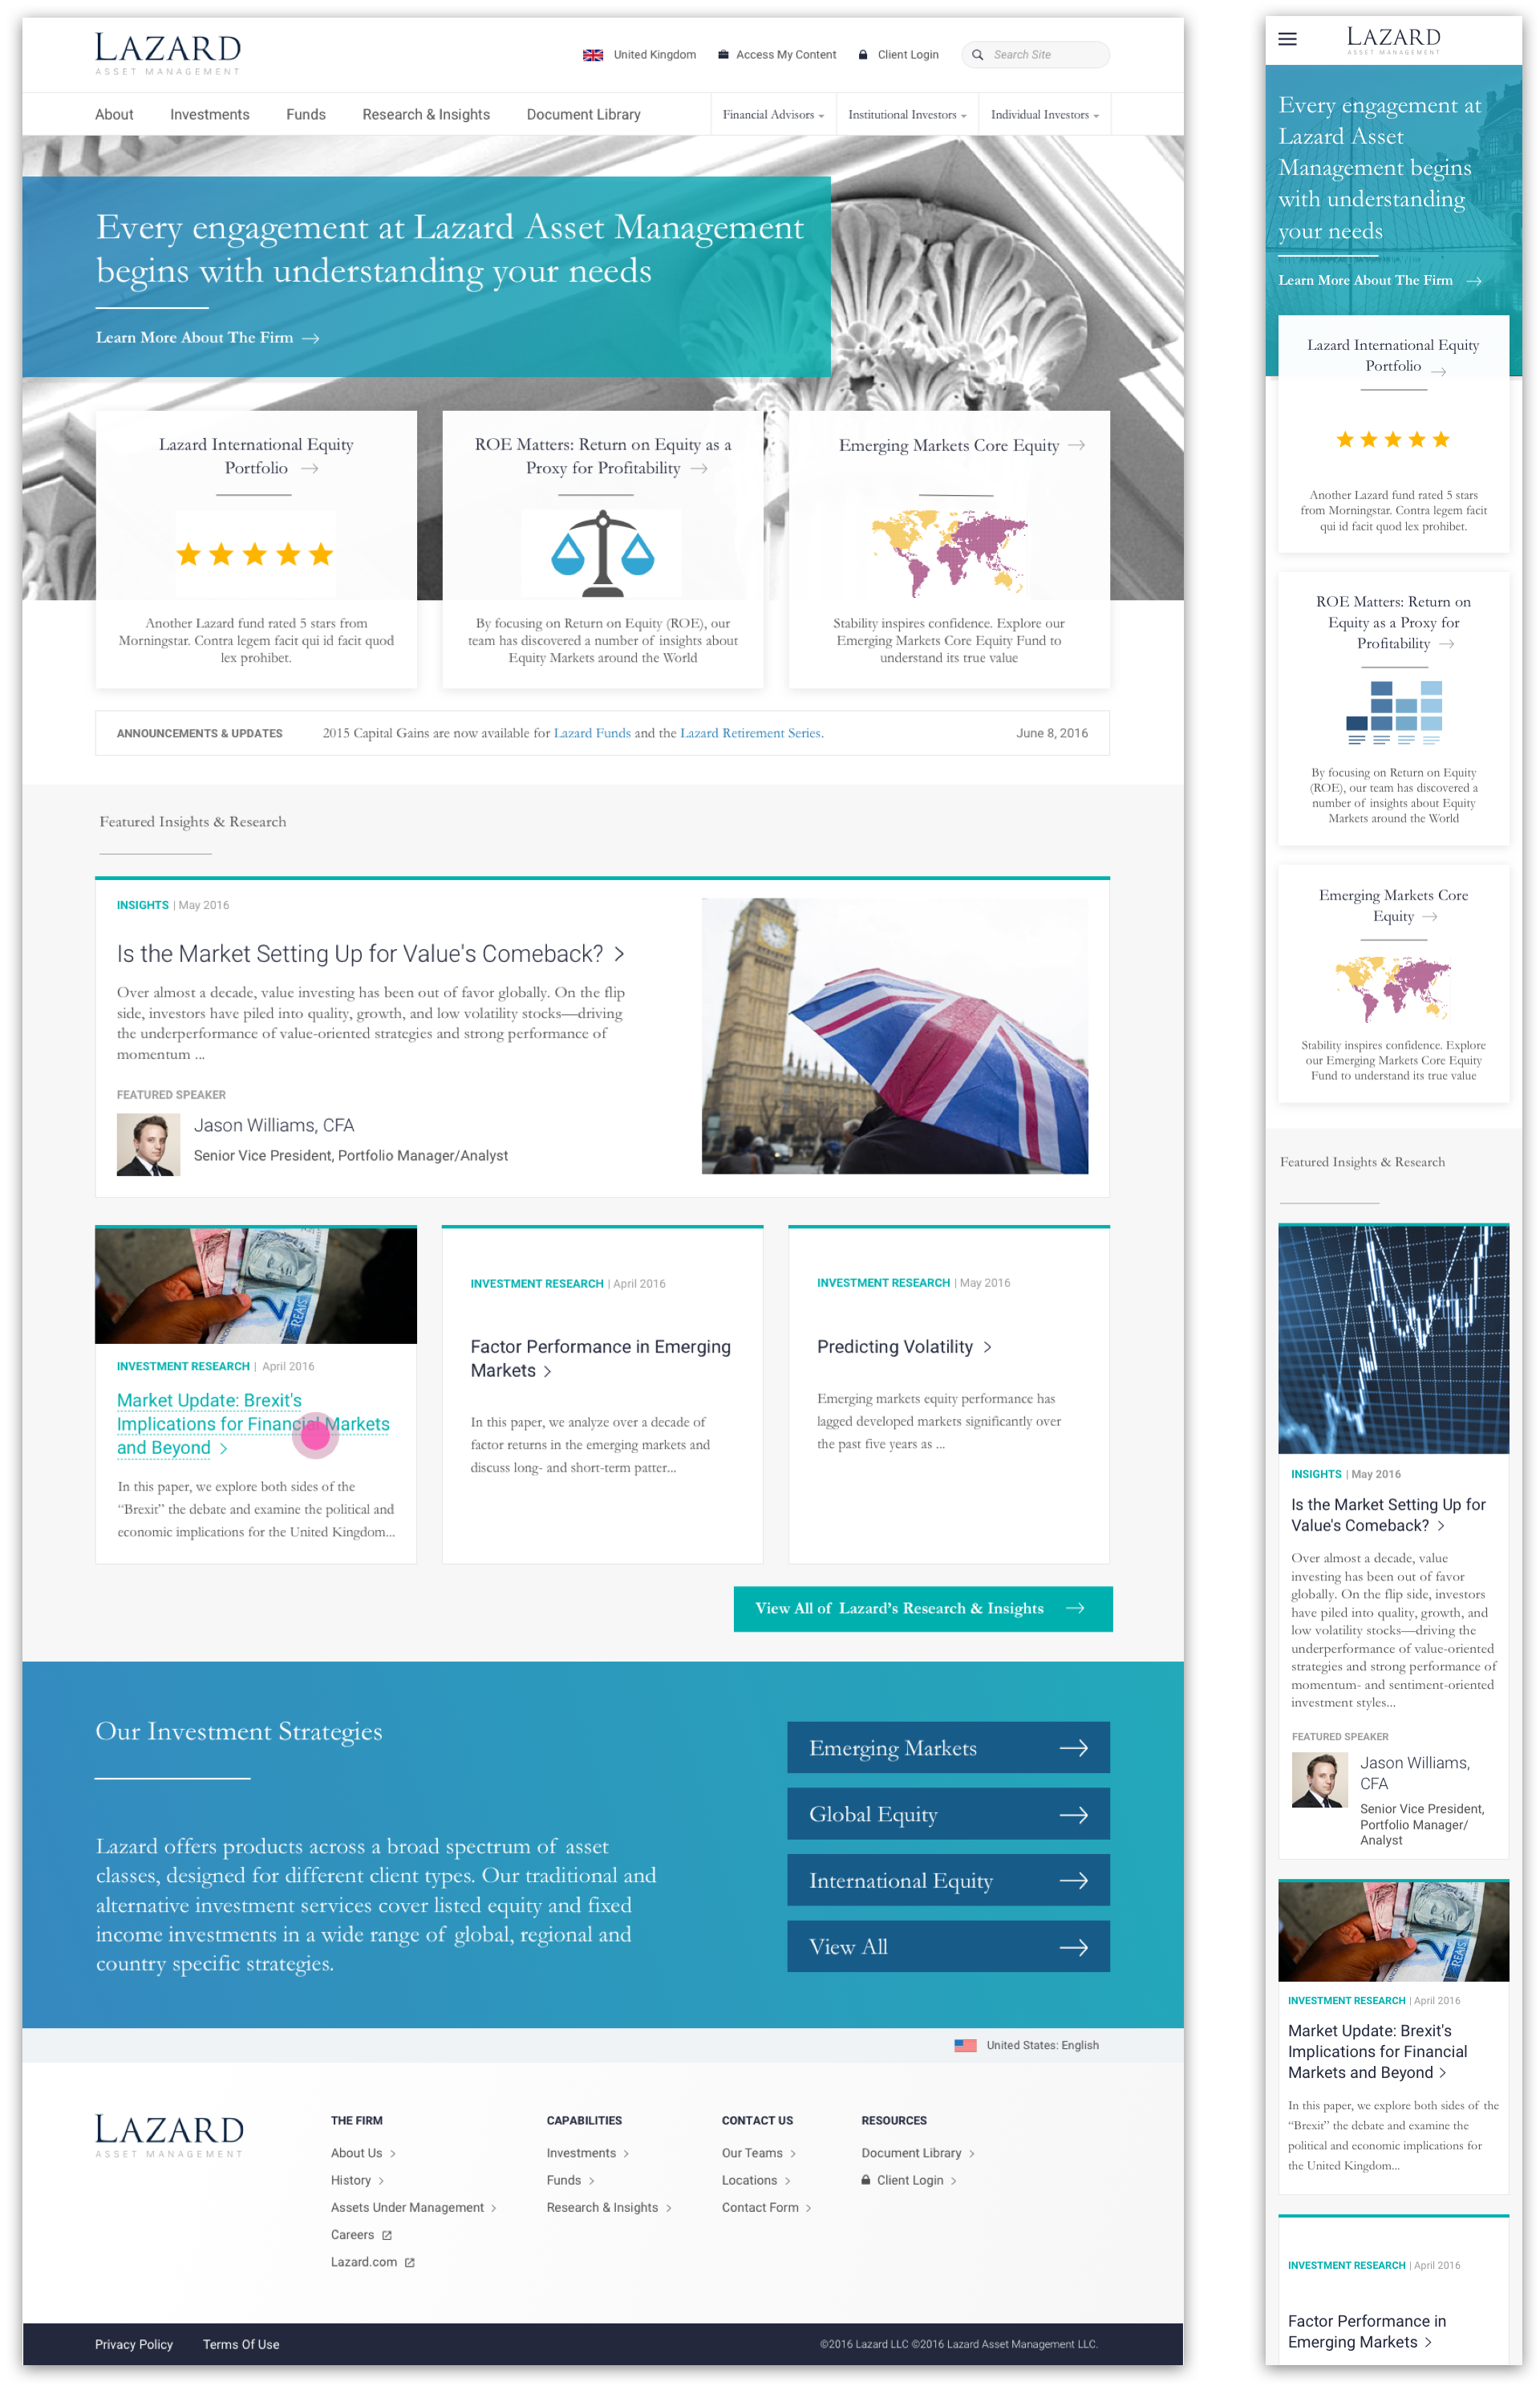 LAZARD
ASSET MANAGEMENT
United Kingdom
Access My Content
Client Login
Search Site
About
Investments
Funds
Research & Insights
Document Library
Financial Advisors
Institutional Investors
Individual Investors
Every engagement at Lazard Asset Management
begins with understanding your needs
Learn More About The Firm
Lazard International Equity
Portfolio
Another Lazard fund rated 5 stars from
Morningstar. Contra legem facit qui id facit quod
lex prohibet.
ROE Matters: Return on Equity as a
Proxy for Profitability
By focusing on Return on Equity (ROE), our
team has discovered a number of insights about
Equity Markets around the World
Emerging Markets Core Equity
Stability inspires confidence. Explore our
Emerging Markets Core Equity Fund to
understand its true value
ANNOUNCEMENTS & UPDATES
2015 Capital Gains are now available for Lazard Funds and the Lazard Retirement Series.
June 8, 2016
Featured Insights & Research
INSIGHTS | May 2016
Is the Market Setting Up for Value's Comeback? >
Over almost a decade, value investing has been out of favor globally. On the flip
side, investors have piled into quality, growth, and low volatility stocks—driving
the underperformance of value-oriented strategies and strong performance of
momentum ...
FEATURED SPEAKER
Jason Williams, CFA
Senior Vice President, Portfolio Manager/Analyst
2
REAIS
INVESTMENT RESEARCH | April 2016
Market Update: Brexit's
Implications for Financial Markets
and Beyond >
In this paper, we explore both sides of the
“Brexit” the debate and examine the political and
economic implications for the United Kingdom...
INVESTMENT RESEARCH | April 2016
Factor Performance in Emerging
Markets >
In this paper, we analyze over a decade of
factor returns in the emerging markets and
discuss long- and short-term patter...
INVESTMENT RESEARCH | May 2016
Predicting Volatility >
Emerging markets equity performance has
lagged developed markets significantly over
the past five years as ...
View All of Lazard’s Research & Insights
Our Investment Strategies
Lazard offers products across a broad spectrum of asset
classes, designed for different client types. Our traditional and
alternative investment services cover listed equity and fixed
income investments in a wide range of global, regional and
country specific strategies.
Emerging Markets
Global Equity
International Equity
View All
United States: English
LAZARD
ASSET MANAGEMENT
THE FIRM
About Us >
History >
Assets Under Management >
Careers
Lazard.com
CAPABILITIES
Investments >
Funds >
Research & Insights >
CONTACT US
Our Teams >
Locations >
Contact Form >
RESOURCES
Document Library >
Client Login >
Privacy Policy
Terms Of Use
©2016 Lazard LLC ©2016 Lazard Asset Management LLC.
LAZARD
ASSET MANAGEMENT
Every engagement at
Lazard Asset
Management begins
with understanding
your needs
Learn More About The Firm
Lazard International Equity
Portfolio
Another Lazard fund rated 5 stars
from Morningstar. Contra legem facit
qui id facit quod lex prohibet.
ROE Matters: Return on
Equity as a Proxy for
Profitability
By focusing on Return on Equity
(ROE), our team has discovered a
number of insights about Equity
Markets around the World
Emerging Markets Core
Equity
Stability inspires confidence. Explore
our Emerging Markets Core Equity
Fund to understand its true value
Featured Insights & Research
INSIGHTS | May 2016
Is the Market Setting Up for
Value's Comeback? >
Over almost a decade, value
investing has been out of favor
globally. On the flip side, investors
have piled into quality, growth, and
low volatility stocks—driving the
underperformance of value-oriented
strategies and strong performance of
momentum- and sentiment-oriented
investment styles...
FEATURED SPEAKER
Jason Williams,
CFA
Senior Vice President,
Portfolio Manager/
Analyst
2
REAIS
INVESTMENT RESEARCH | April 2016
Market Update: Brexit's
Implications for Financial
Markets and Beyond >
In this paper, we explore both sides of the
“Brexit” the debate and examine the
political and economic implications for
the United Kingdom...
INVESTMENT RESEARCH | April 2016
Factor Performance in
Emerging Markets >